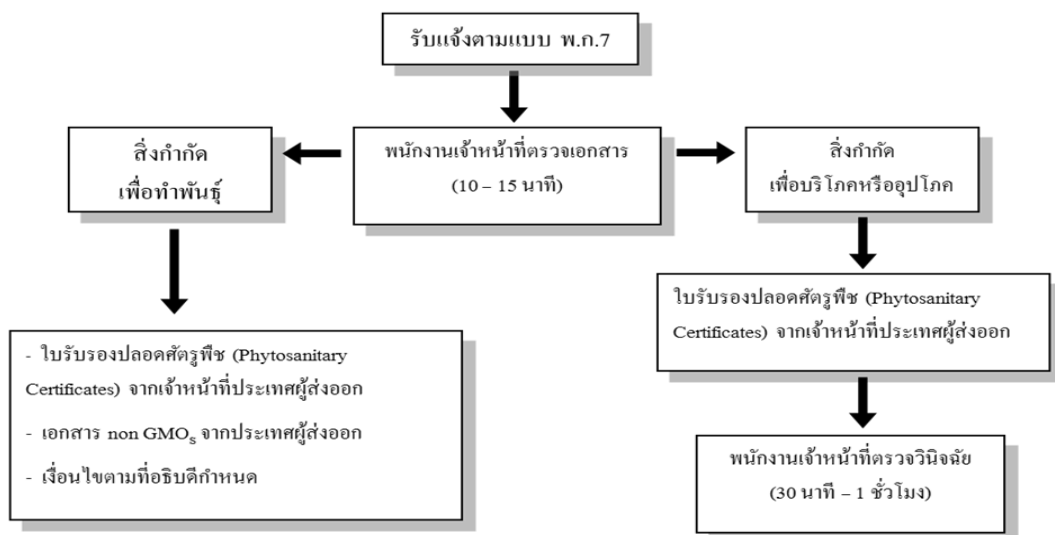 รับแจ้งตามแบบ พ.ก.7
พนักงานเจ้าหน้าที่ตรวจเอกสาร
(10 – 15 นาที)
สิ่งกำกัด
เพื่อทำพันธุ์
- ใบรับรองปลอดศัตรูพืช (Phytosanitary
Certificates) จากเจ้าหน้าที่ประเทศผู้ส่งออก
- เอกสาร non GMOs จากประเทศผู้ส่งออก
- เงื่อนไขตามที่อธิบดีกำหนด
สิ่งกำกัด
เพื่อบริโภคหรืออุปโภค
ใบรับรองปลอดศัตรูพืช (Phytosanitary
Certificates) จากเจ้าหน้าที่ประเทศผู้ส่งออก
พนักงานเจ้าหน้าที่ตรวจวินิจฉัย
(30 นาที – 1 ชั่วโมง)